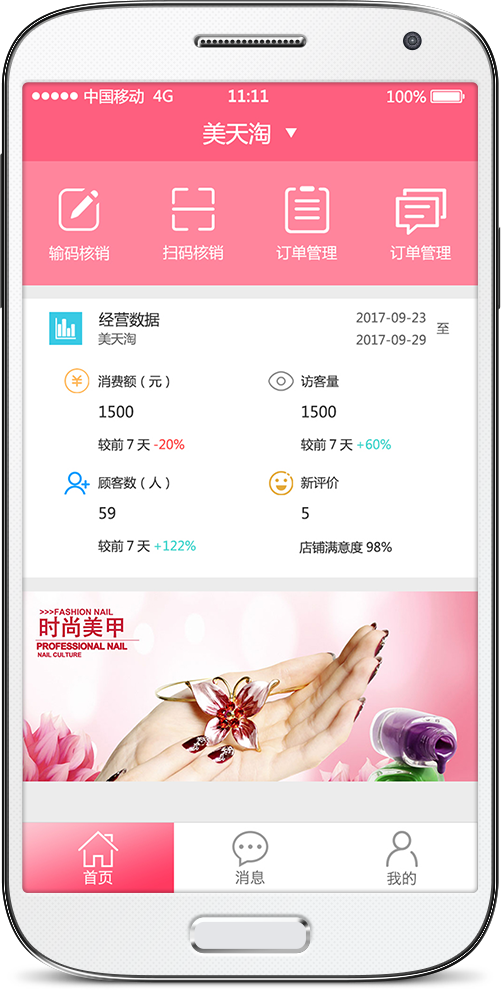 中国移动 4G 11:11 100%
美天淘
输码核销 扫码核销 订单管理 订单管理
经营数据 2017-09-23 至
美天淘 2017-09-29
消费额（元） 访客量
1500 1500
较前 7 天 -20% 较前 7 天 +60%
顾客数（人） 新评价
59 5
较前 7 天 +122% 店铺满意度 98%
>>>FASHION NAIL
时尚美甲
PROFESSIONAL NAIL
NAIL CULTURE
首页 消息 我的